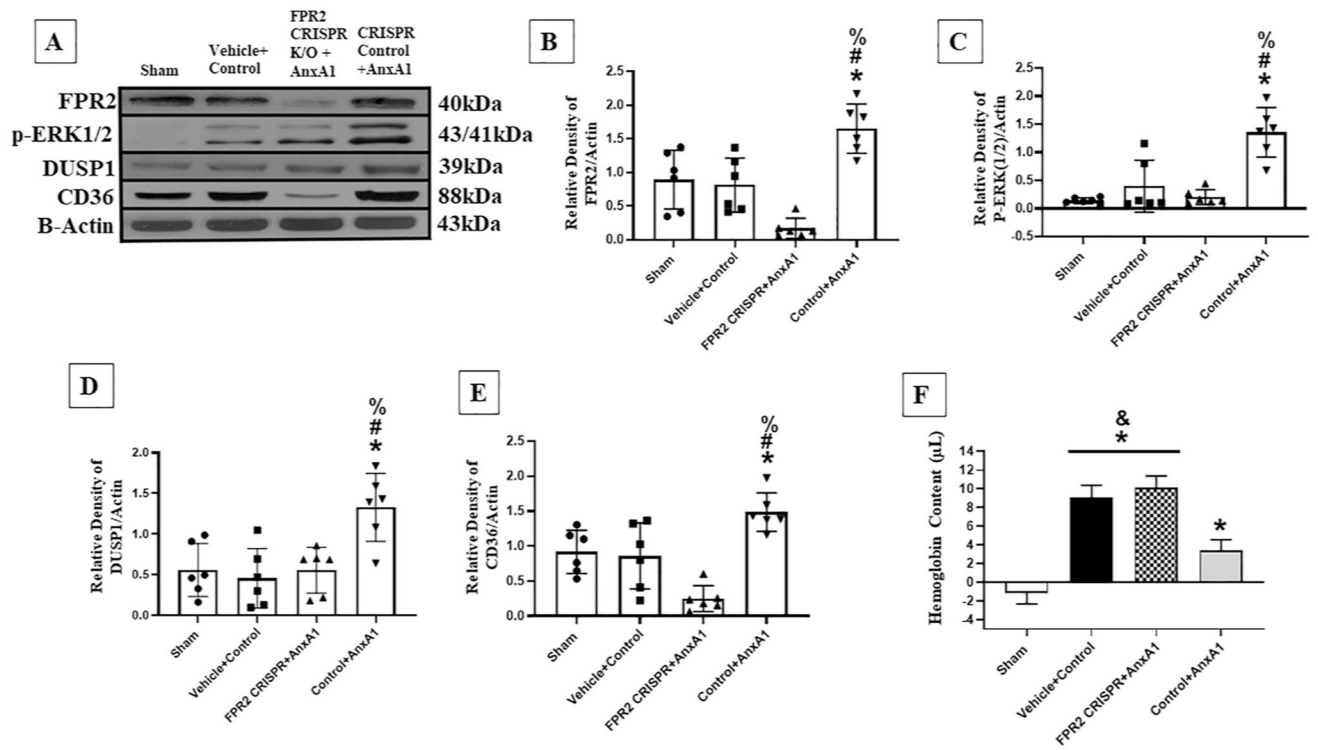 A
Sham
Vehicle+
Control
FPR2
CRISPR
K/O +
AnxA1
CRISPR
Control
+AnxA1
FPR2
40kDa
p-ERK1/2
43/41kDa
DUSP1
39kDa
CD36
88kDa
B-Actin
43kDa
B
Relative Density of
FPR2/Actin
2.5
2.0
1.5
1.0
0.5
0.0
%
#
*
Sham
Vehicle+Control
FPR2 CRISPR+AnxA1
Control+AnxA1
C
Relative Density of
P-ERK(1/2)/Actin
2.5
2.0
1.5
1.0
0.5
0.0
-0.5
%
#
*
Sham
Vehicle+Control
FPR2 CRISPR+AnxA1
Control+AnxA1
D
Relative Density of
DUSP1/Actin
2.0
1.5
1.0
0.5
0.0
%
#
*
Sham
Vehicle+Control
FPR2 CRISPR+AnxA1
Control+AnxA1
E
Relative Density of
CD36/Actin
2.5
2.0
1.5
1.0
0.5
0.0
%
#
*
Sham
Vehicle+Control
FPR2 CRISPR+AnxA1
Control+AnxA1
F
Hemoglobin Content (μL)
14
12
10
8
6
4
2
0
-2
-4
&
*
*
Sham
Vehicle+Control
FPR2 CRISPR+AnxA1
Control+AnxA1